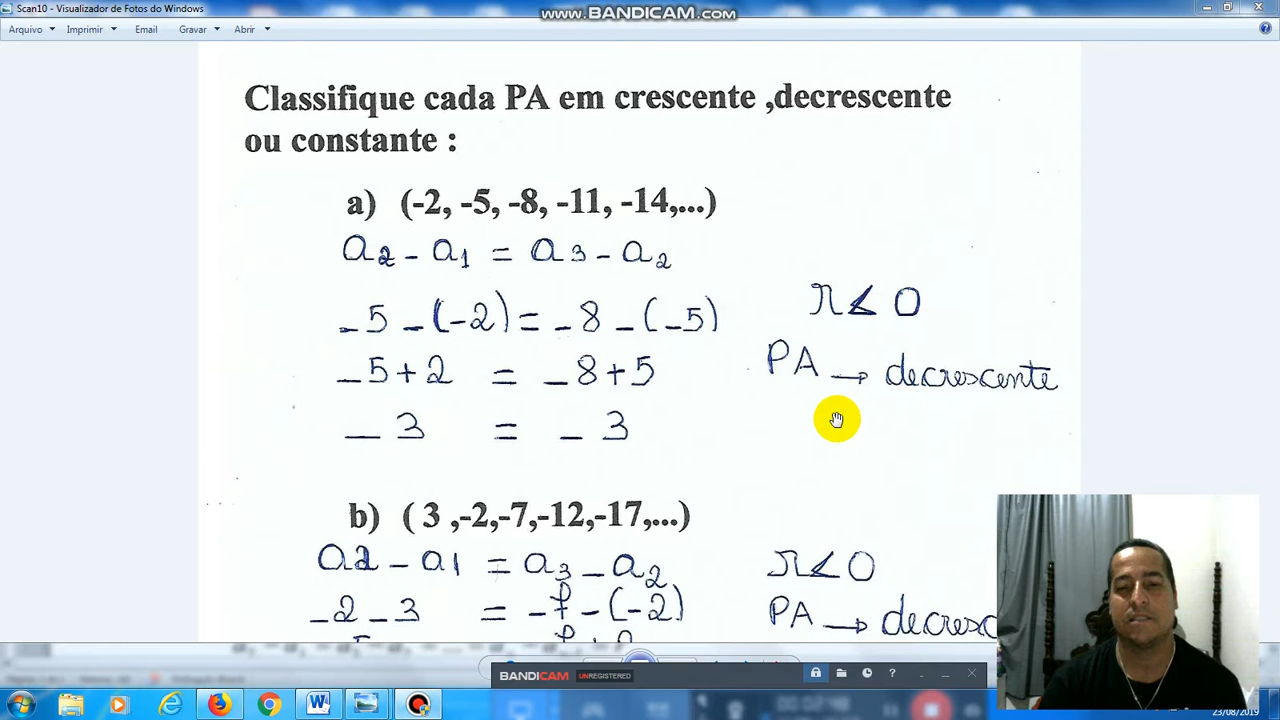 Scan10 - Visualizador de Fotos do Windows
www.BANDICAM.com
Arquivo Imprimir Email Gravar Abrir
Classifique cada PA em crescente ,decrescente
ou constante :
a) (-2, -5, -8, -11, -14,...)
a2 - a1 = a3 - a2
-5 - (-2) = -8 - (-5)
r < 0
-5+2 = -8+5
PA → decrescente
-3 = -3
b) ( 3 ,-2,-7,-12,-17,...)
a2 - a1 = a3 - a2
r < 0
-2 - 3 = -7 - (-2)
PA → decresc
BANDICAM UNREGISTERED
23/08/2019